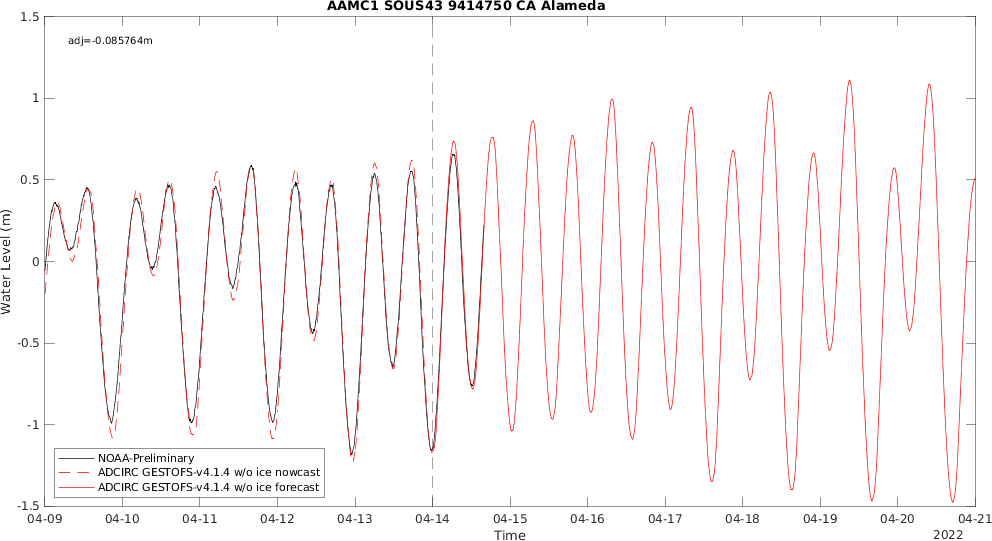 AAMC1 SOUS43 9414750 CA Alameda
adj=-0.085764m
1.5
1
0.5
0
-0.5
-1
-1.5
Water Level (m)
NOAA-Preliminary
ADCIRC GESTOFS-v4.1.4 w/o ice nowcast
ADCIRC GESTOFS-v4.1.4 w/o ice forecast
04-09 04-10 04-11 04-12 04-13 04-14 04-15 04-16 04-17 04-18 04-19 04-20 04-21
Time
2022